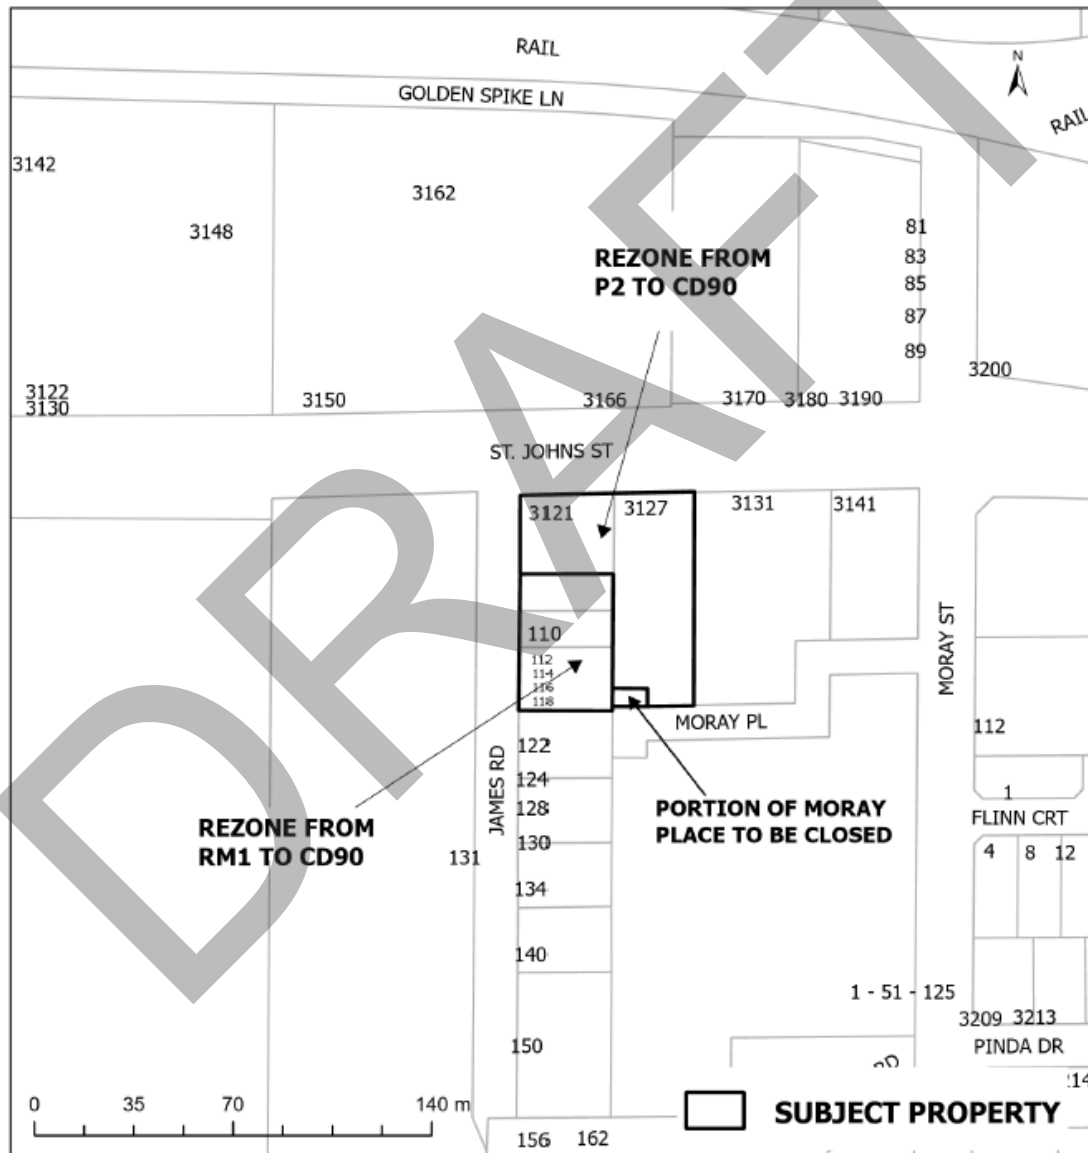 RAIL
N
GOLDEN SPIKE LN
RAIL
3142
3162
3148
81
83
85
87
89
REZONE FROM
P2 TO CD90
3200
3122
3130
3150
3166
3170
3180
3190
ST. JOHNS ST
3121
3127
3131
3141
110
112
114
116
118
MORAY ST
MORAY PL
112
122
JAMES RD
124
128
130
134
140
150
131
REZONE FROM
RM1 TO CD90
PORTION OF MORAY
PLACE TO BE CLOSED
1
FLINN CRT
4
8
12
1 - 51 - 125
3209
3213
PINDA DR
RD
0
35
70
140 m
156
162
SUBJECT PROPERTY
DRAFT